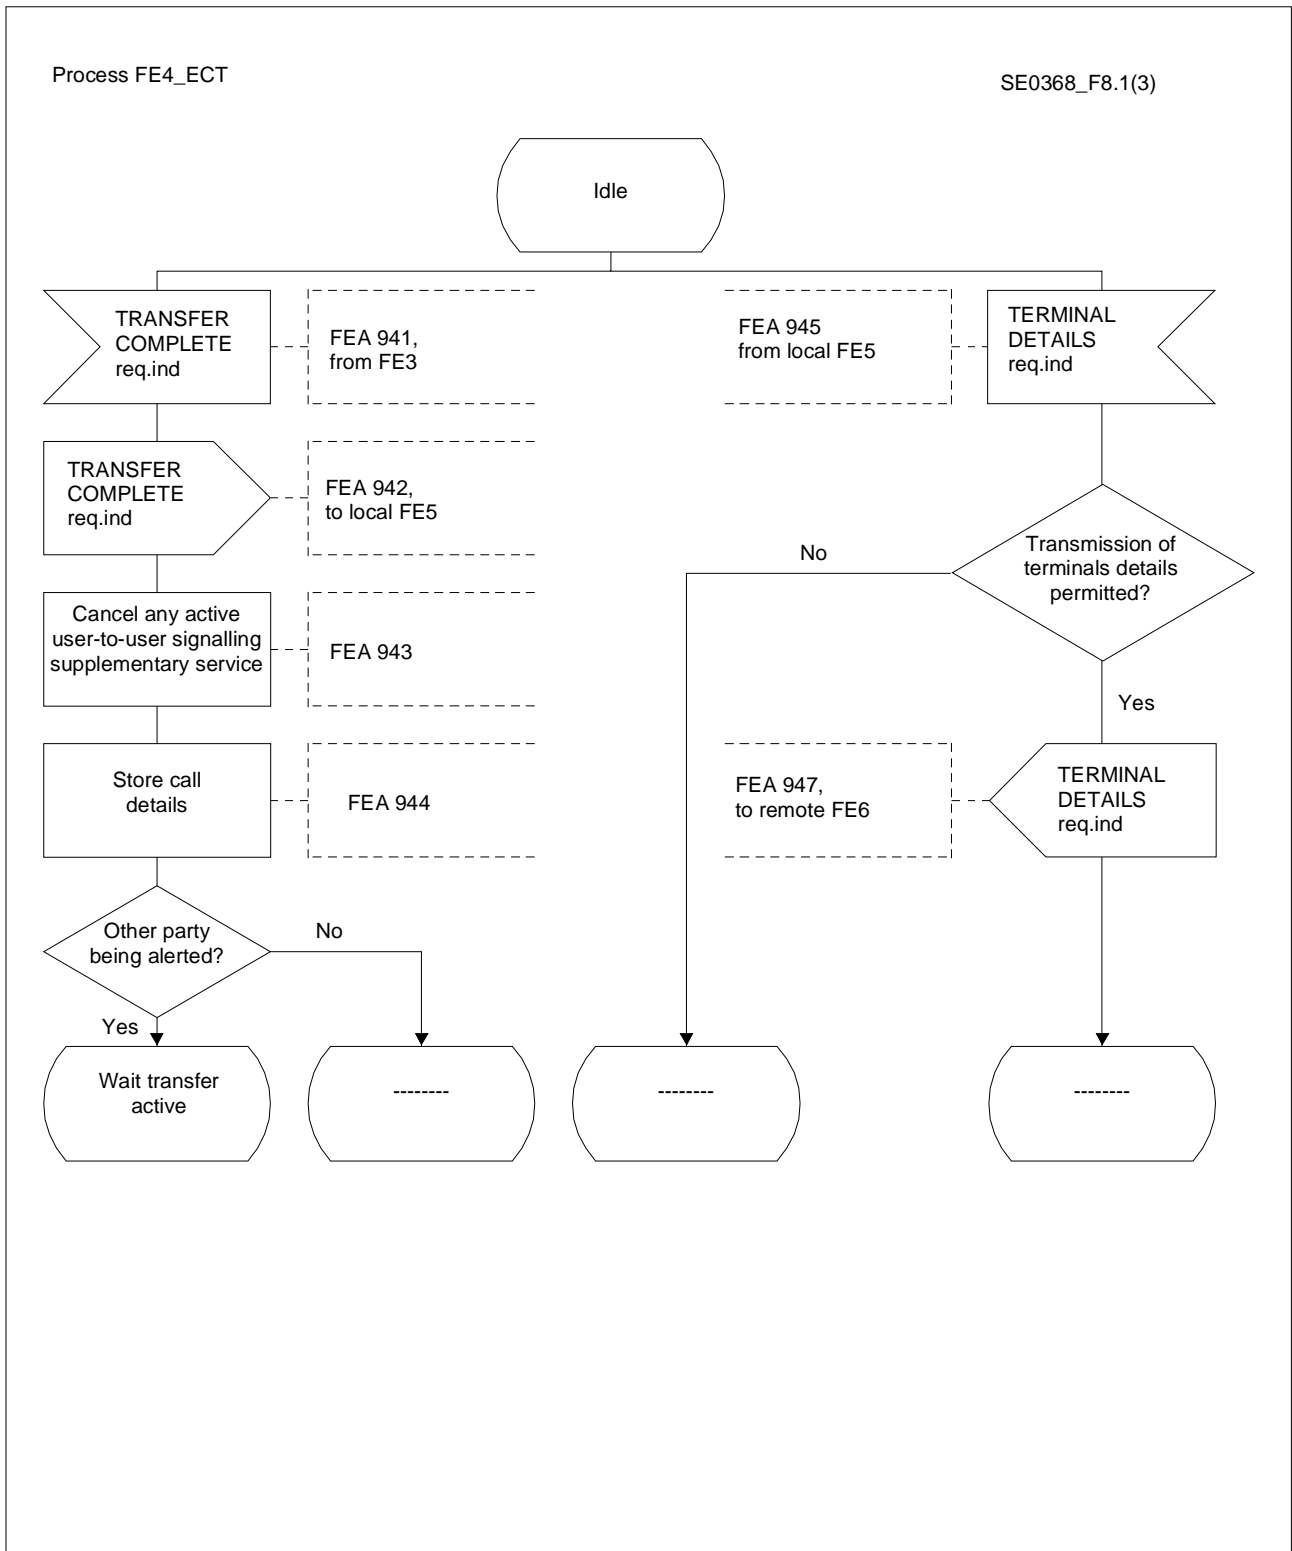 Process FE4_ECT
SE0368_F8.1(3)
Idle
TRANSFER
COMPLETE
req.ind
FEA 941,
from FE3
FEA 945
from local FE5
TERMINAL
DETAILS
req.ind
TRANSFER
COMPLETE
req.ind
FEA 942,
to local FE5
No
Transmission of
terminals details
permitted?
Cancel any active
user-to-user signalling
supplementary service
FEA 943
Yes
Store call
details
FEA 944
FEA 947,
to remote FE6
TERMINAL
DETAILS
req.ind
Other party
being alerted?
No
Yes
Wait transfer
active
--------
--------
--------